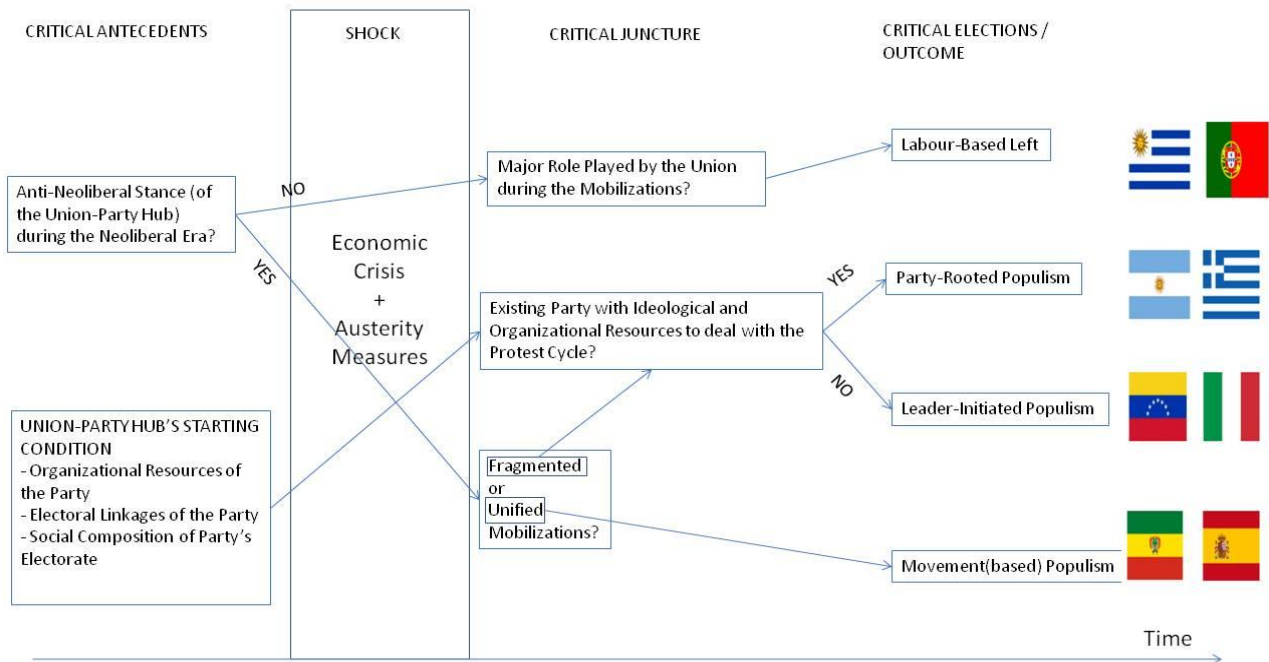 CRITICAL ANTECEDENTS
SHOCK
CRITICAL JUNCTURE
CRITICAL ELECTIONS /
OUTCOME
Anti-Neoliberal Stance (of
the Union-Party Hub)
during the Neoliberal Era?
NO
YES
UNION-PARTY HUB'S STARTING
CONDITION
- Organizational Resources of
the Party
- Electoral Linkages of the Party
- Social Composition of Party's
Electorate
Economic
Crisis
+
Austerity
Measures
Major Role Played by the Union
during the Mobilizations?
Existing Party with Ideological and
Organizational Resources to deal with the
Protest Cycle?
YES
NO
Fragmented
or
Unified
Mobilizations?
Labour-Based Left
Party-Rooted Populism
Leader-Initiated Populism
Movement(based) Populism
Time